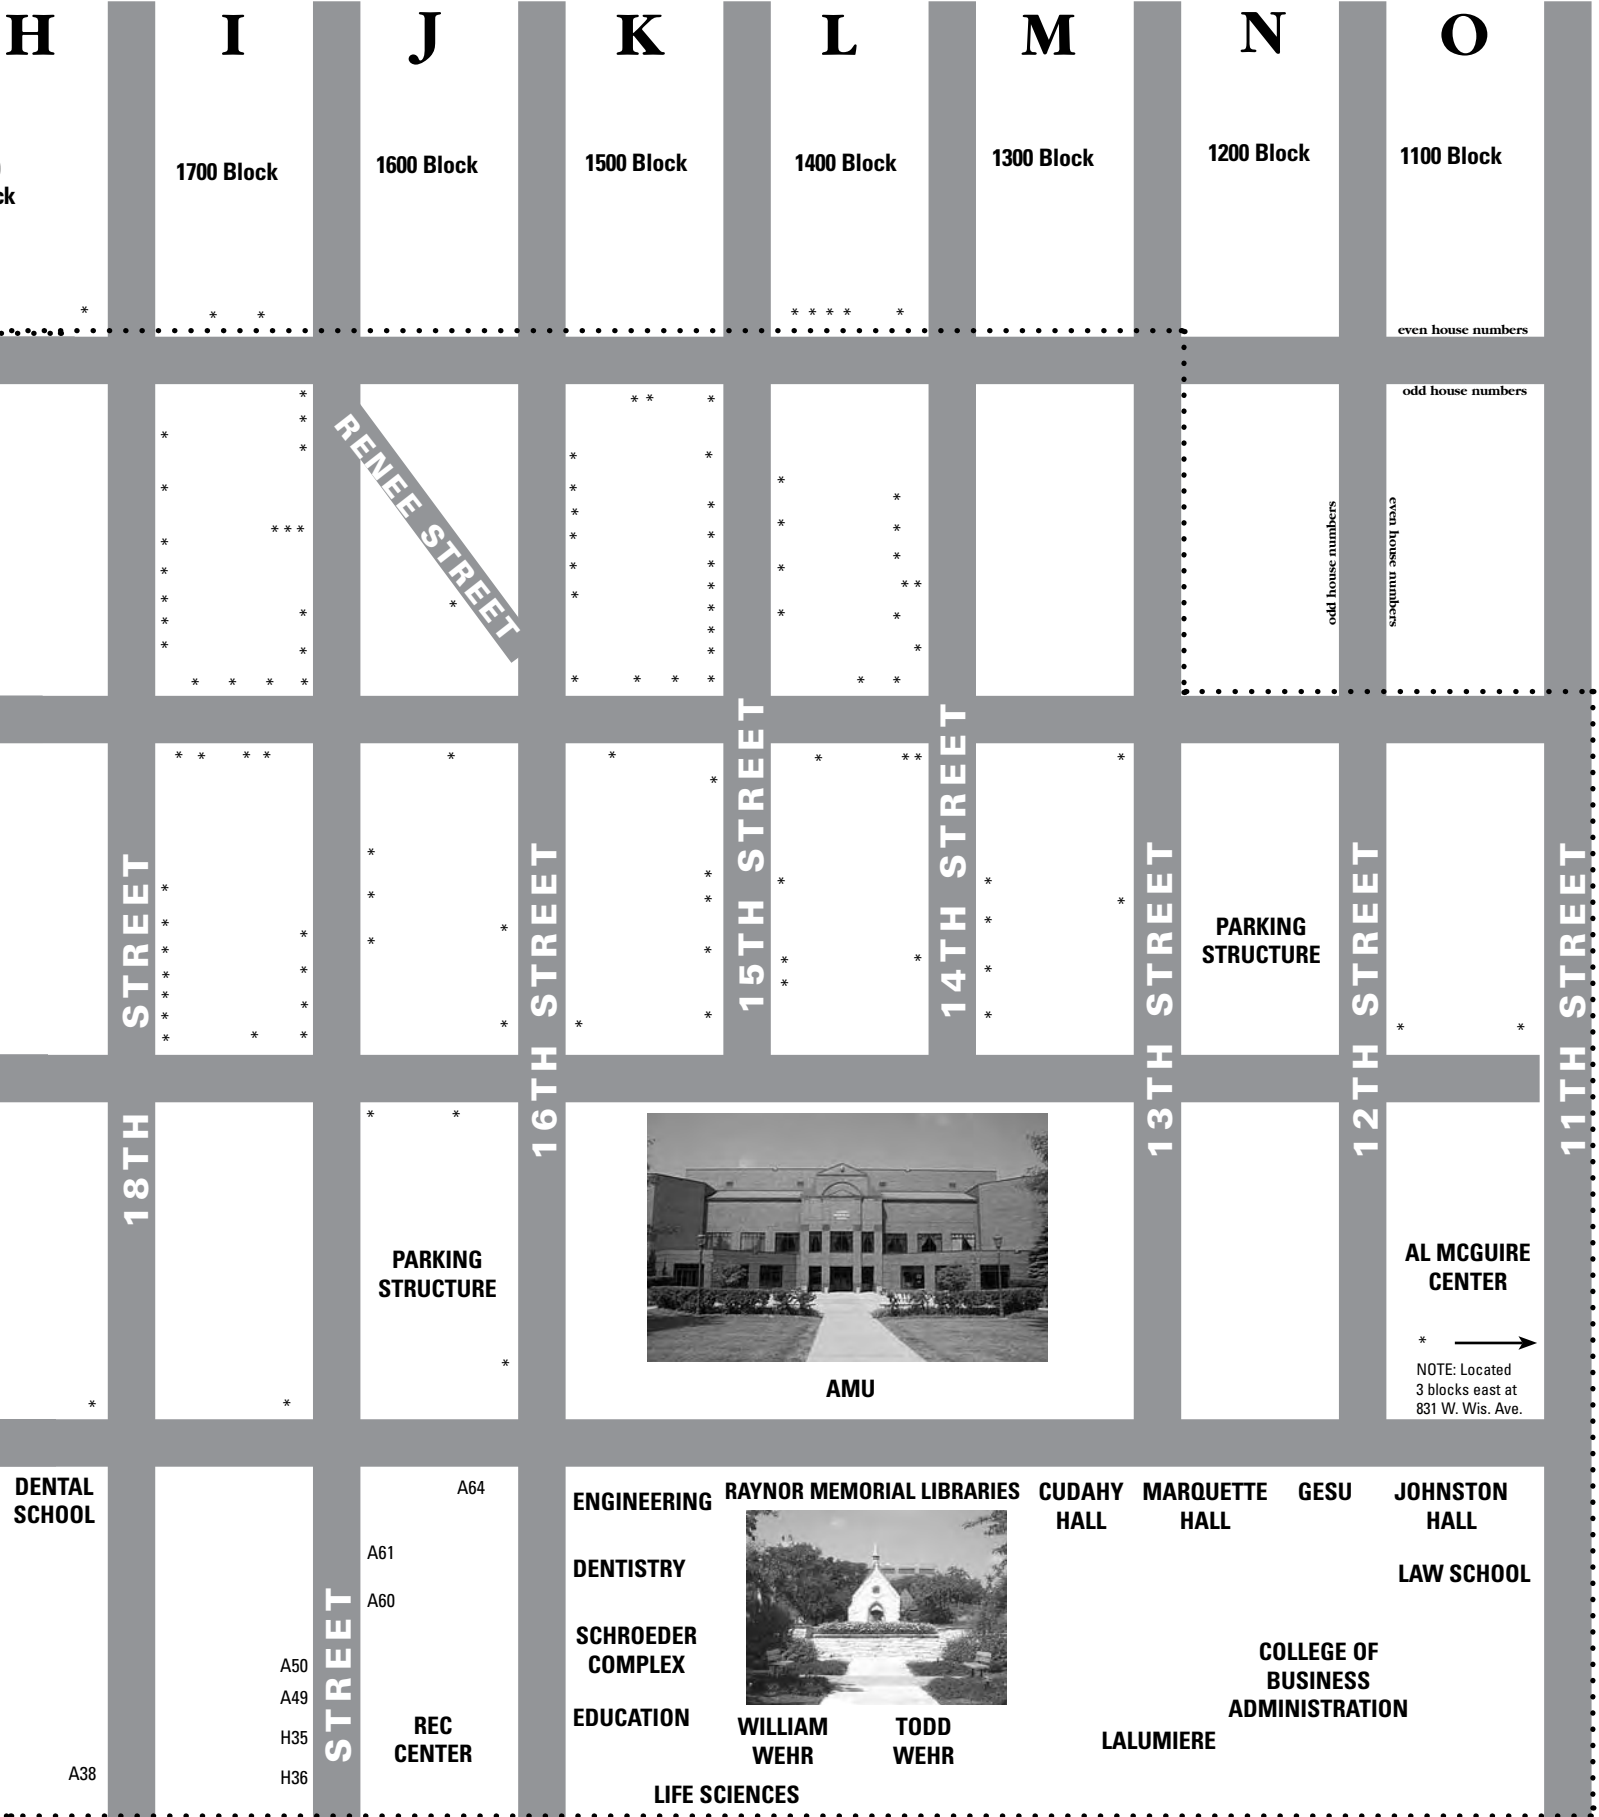 H I J K L M N O
ck
1700 Block
1600 Block
1500 Block
1400 Block
1300 Block
1200 Block
1100 Block
*
* *
* * * * *
even house numbers
odd house numbers
RENEE STREET
odd house numbers
even house numbers
18TH STREET
16TH STREET
15TH STREET
14TH STREET
13TH STREET
12TH STREET
11TH STREET
PARKING
STRUCTURE
PARKING
STRUCTURE
AMU
AL MCGUIRE
CENTER
*
NOTE: Located
3 blocks east at
831 W. Wis. Ave.
DENTAL
SCHOOL
A64
A61
A60
A50
A49
H35
H36
A38
STREET
REC
CENTER
ENGINEERING
DENTISTRY
SCHROEDER
COMPLEX
EDUCATION
RAYNOR MEMORIAL LIBRARIES
WILLIAM
WEHR
TODD
WEHR
LIFE SCIENCES
CUDAHY
HALL
MARQUETTE
HALL
GESU
JOHNSTON
HALL
LAW SCHOOL
COLLEGE OF
BUSINESS
ADMINISTRATION
LALUMIERE